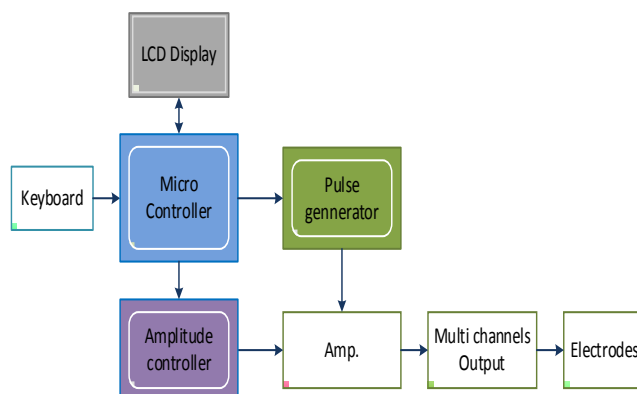 LCD Display
Keyboard
Micro
Controller
Pulse
gennerator
Amplitude
controller
Amp.
Multi channels
Output
Electrodes